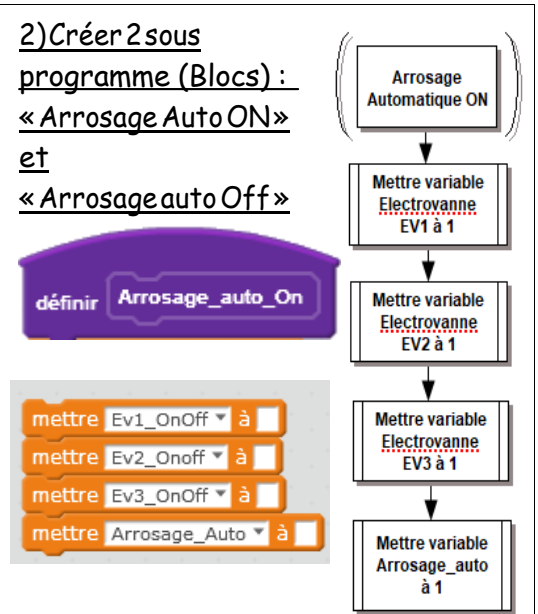 2)Créer 2 sous
programme (Blocs) :
« Arrosage Auto ON»
et
« Arrosage auto Off »
définir Arrosage_auto_On
mettre Ev1_OnOff à
mettre Ev2_Onoff à
mettre Ev3_OnOff à
mettre Arrosage_Auto à
Arrosage
Automatique ON
Mettre variable
Electrovanne
EV1 à 1
Mettre variable
Electrovanne
EV2 à 1
Mettre variable
Electrovanne
EV3 à 1
Mettre variable
Arrosage_auto
à 1